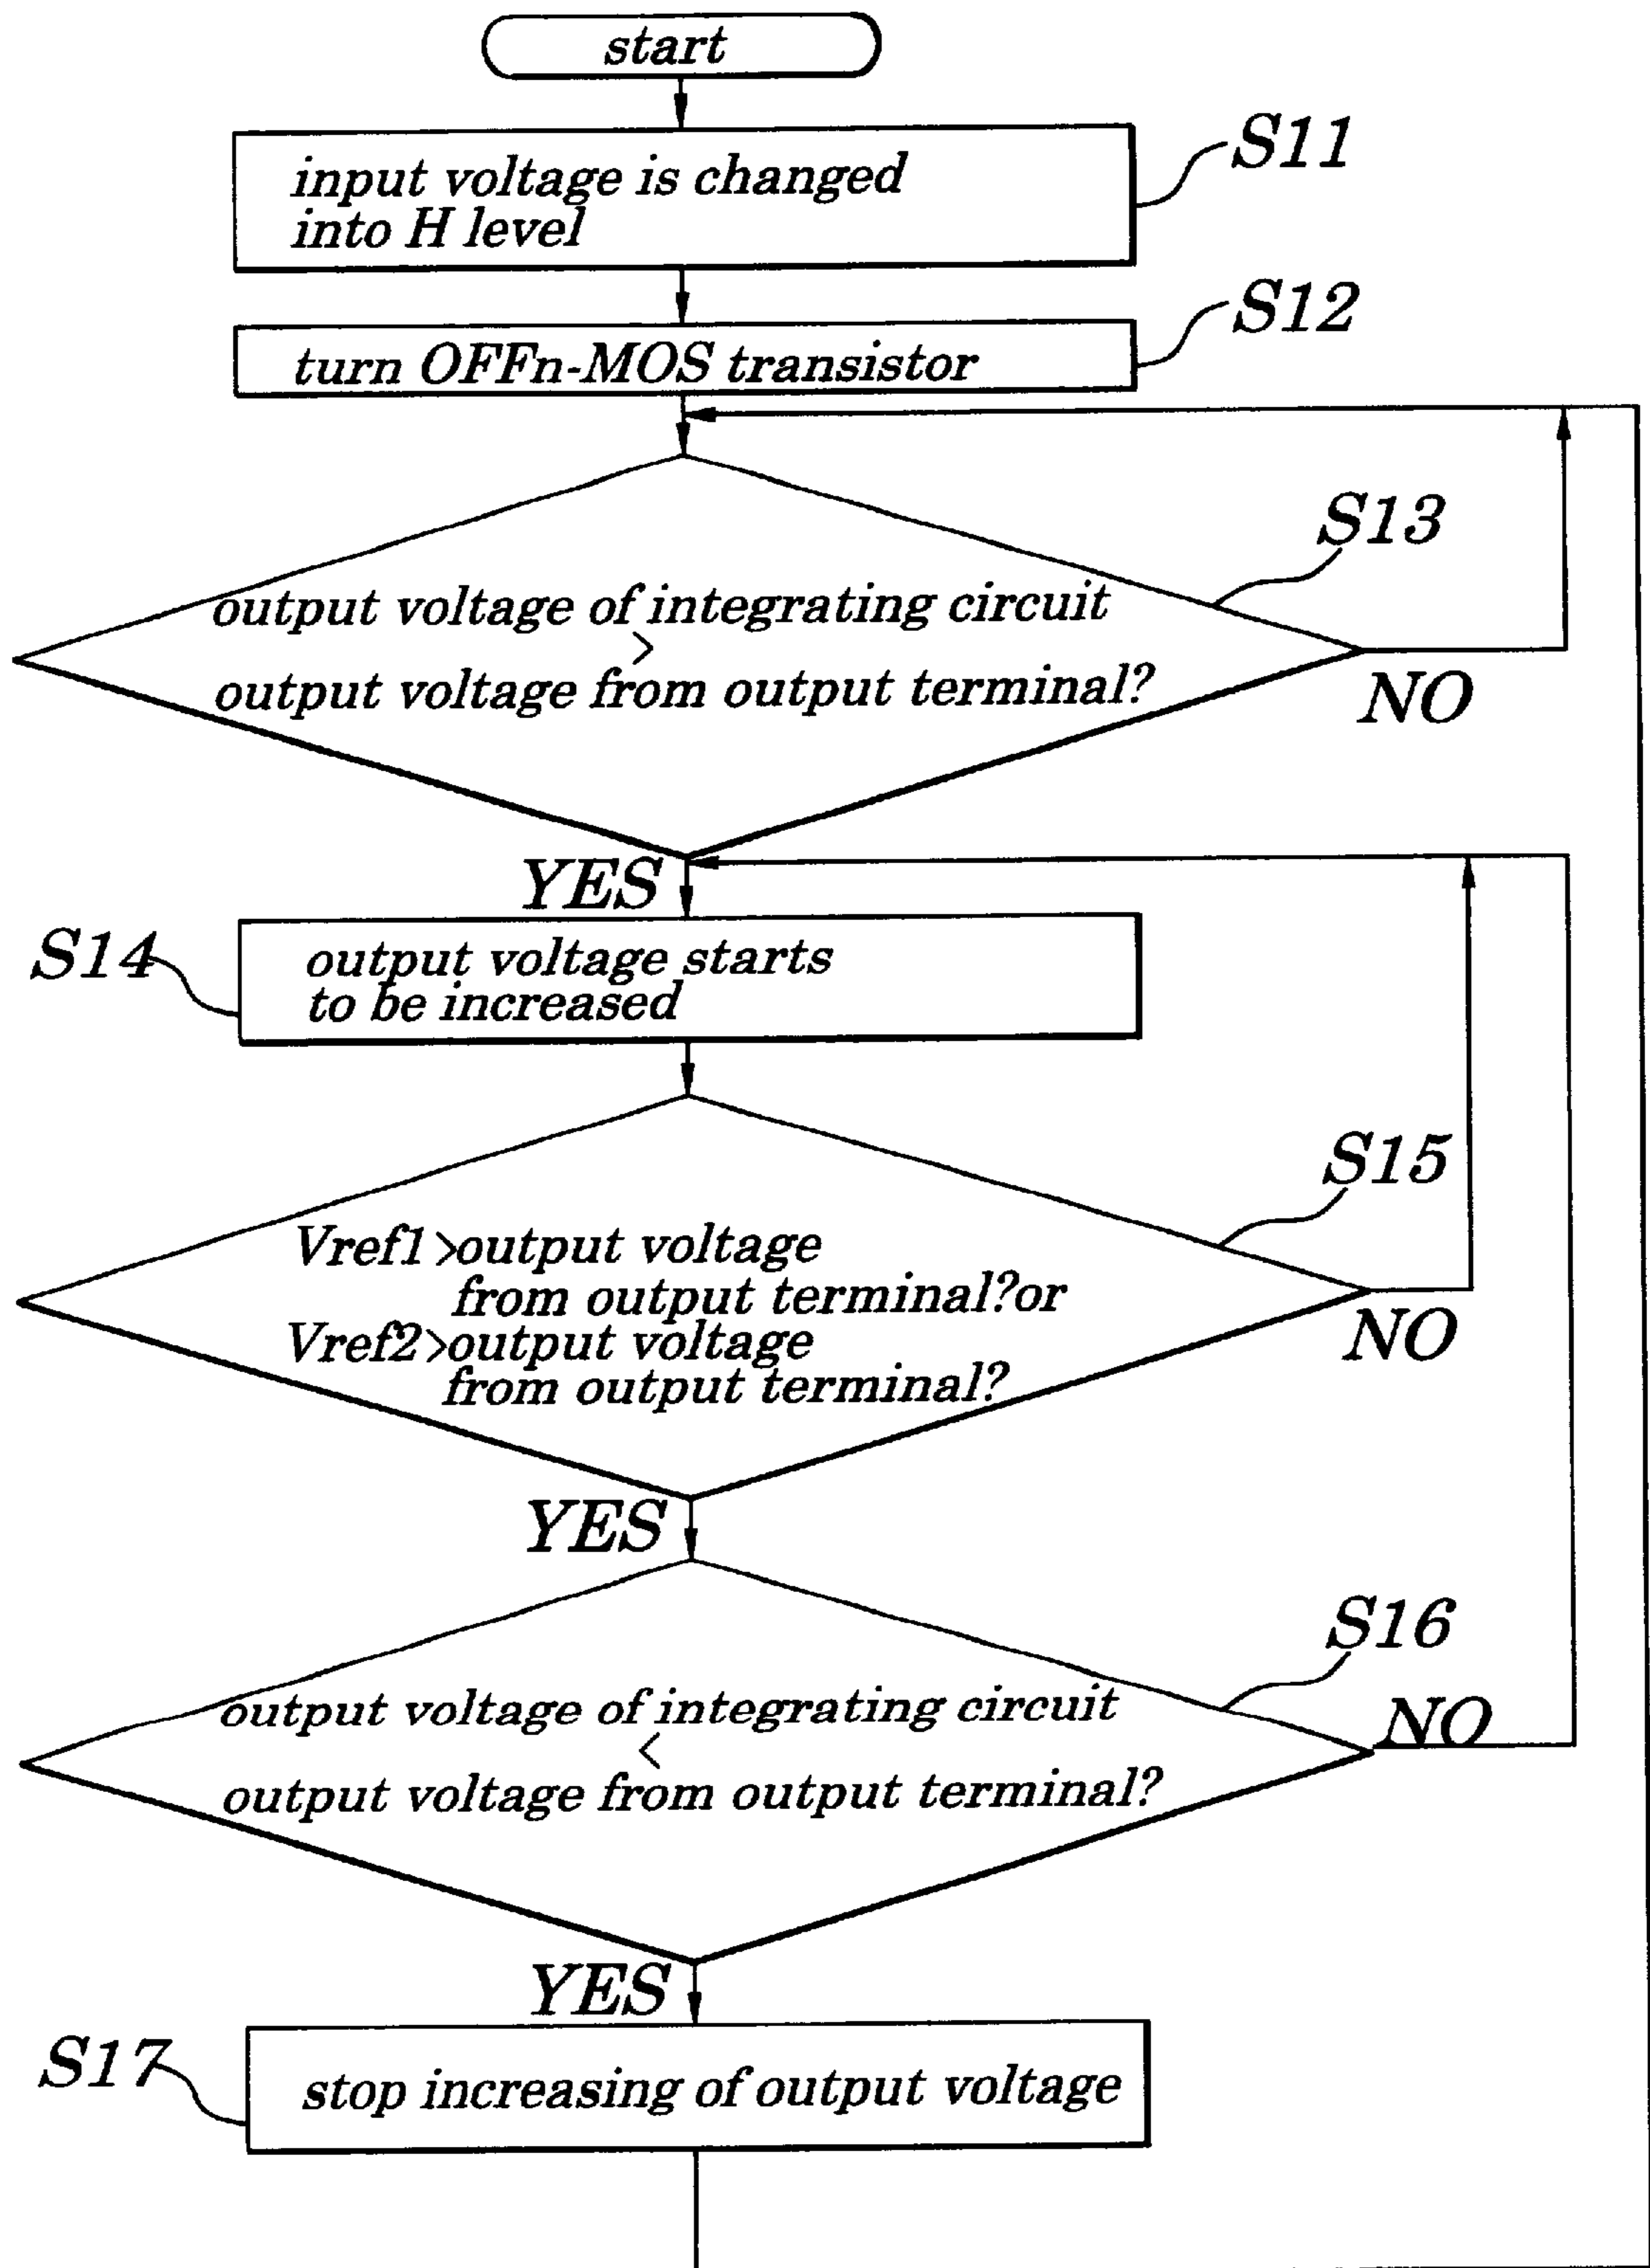 start
input voltage is changed
into H level
S11
turn OFFn-MOS transistor
S12
S13
output voltage of integrating circuit
>
output voltage from output terminal?
NO
YES
S14
output voltage starts
to be increased
S15
Vref1>output voltage
from output terminal?or
Vref2>output voltage
from output terminal?
NO
YES
S16
output voltage of integrating circuit
<
output voltage from output terminal?
NO
YES
S17
stop increasing of output voltage